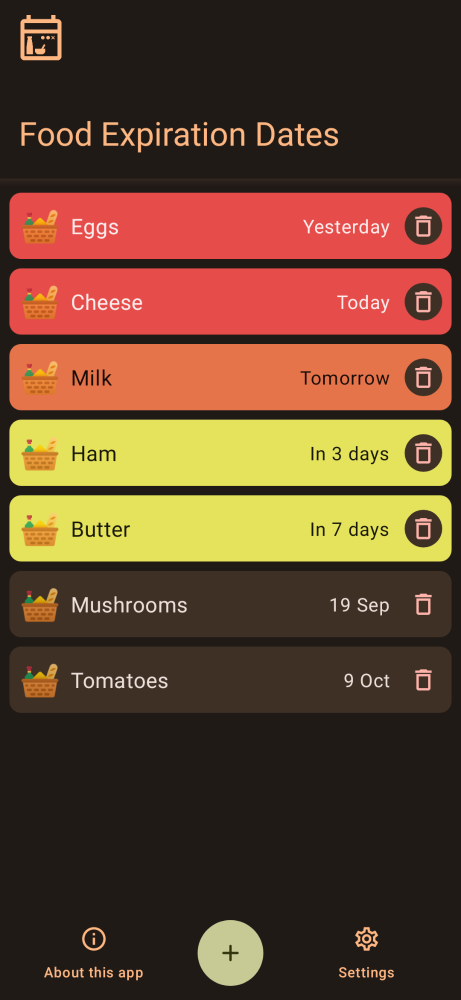 Food Expiration Dates
Eggs Yesterday
Cheese Today
Milk Tomorrow
Ham In 3 days
Butter In 7 days
Mushrooms 19 Sep
Tomatoes 9 Oct
About this app + Settings